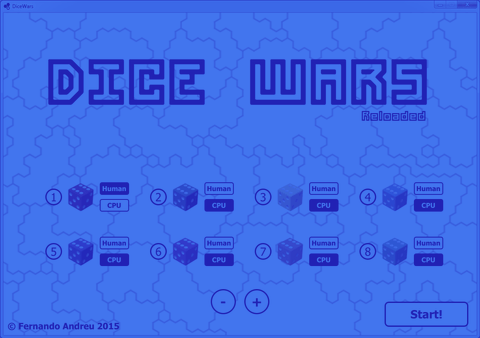 DiceWars
DICE WARS
Reloaded
1 Human CPU 2 Human CPU 3 Human CPU 4 Human CPU
5 Human CPU 6 Human CPU 7 Human CPU 8 Human CPU
- +
Start!
© Fernando Andreu 2015